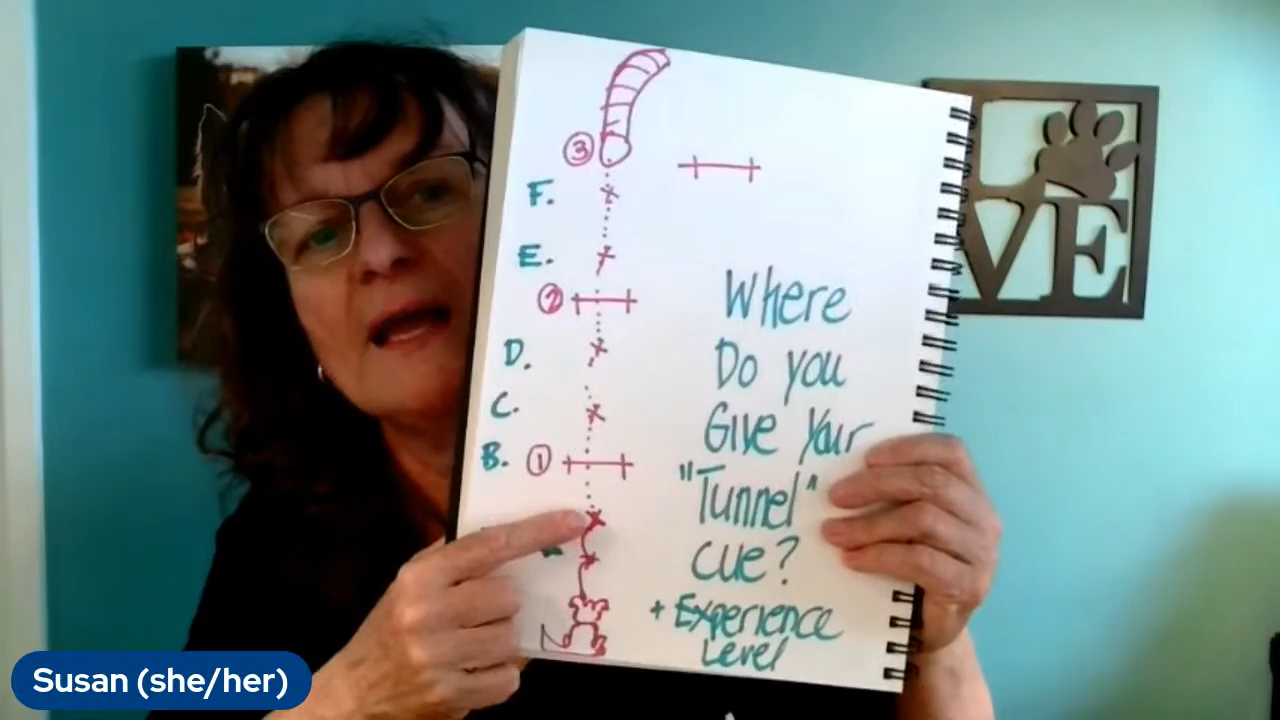 ③
F.
E.
②
D.
C.
B. ①
Where
Do you
Give Your
"Tunnel"
Cue?
+ Experience
Level
VE
Susan (she/her)